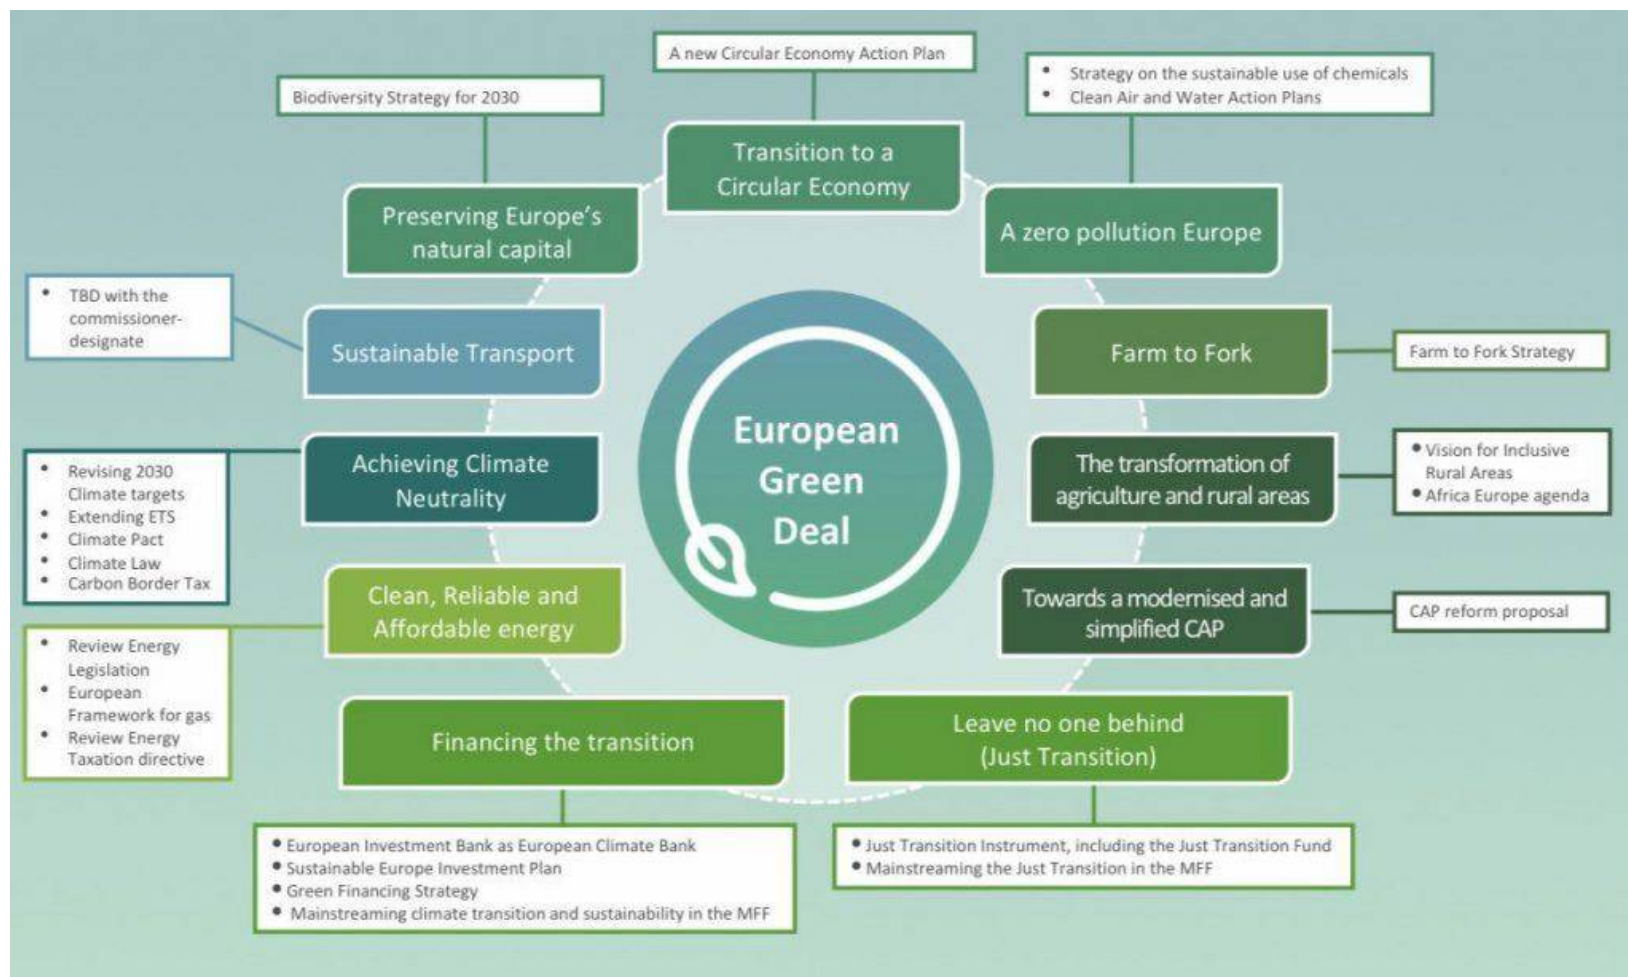 A new Circular Economy Action Plan
Biodiversity Strategy for 2030
• Strategy on the sustainable use of chemicals
• Clean Air and Water Action Plans
Transition to a
Circular Economy
Preserving Europe's
natural capital
A zero pollution Europe
• TBD with the
commissioner-
designate
Sustainable Transport
Farm to Fork
Farm to Fork Strategy
European
Green
Deal
• Revising 2030
Climate targets
• Extending ETS
• Climate Pact
• Climate Law
• Carbon Border Tax
Achieving Climate
Neutrality
The transformation of
agriculture and rural areas
• Vision for Inclusive
Rural Areas
• Africa Europe agenda
Clean, Reliable and
Affordable energy
Towards a modernised and
simplified CAP
CAP reform proposal
• Review Energy
Legislation
• European
Framework for gas
• Review Energy
Taxation directive
Financing the transition
Leave no one behind
(Just Transition)
• European Investment Bank as European Climate Bank
• Sustainable Europe Investment Plan
• Green Financing Strategy
• Mainstreaming climate transition and sustainability in the MFF
• Just Transition Instrument, including the Just Transition Fund
• Mainstreaming the Just Transition in the MFF